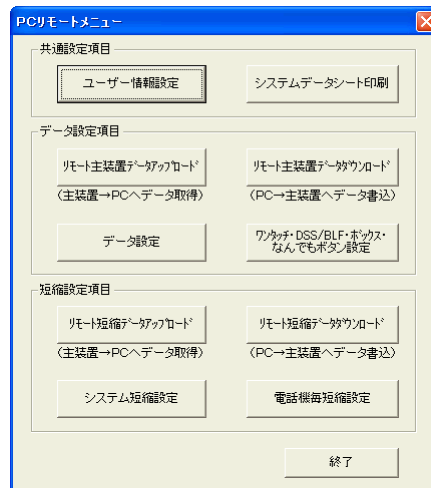 PCリモートメニュー
共通設定項目
ユーザー情報設定
システムデータシート印刷
データ設定項目
ﾘﾓｰﾄ主装置ﾃﾞｰﾀｱｯﾌﾟﾛｰﾄﾞ
ﾘﾓｰﾄ主装置ﾃﾞｰﾀﾀﾞｳﾝﾛｰﾄﾞ
(主装置→PCへデータ取得)
(PC→主装置へデータ書込)
データ設定
ﾜﾝﾀｯﾁ・DSS/BLF・ﾎﾞｯｸｽ・
なんでもボタン設定
短縮設定項目
ﾘﾓｰﾄ短縮ﾃﾞｰﾀｱｯﾌﾟﾛｰﾄﾞ
ﾘﾓｰﾄ短縮ﾃﾞｰﾀﾀﾞｳﾝﾛｰﾄﾞ
(主装置→PCへデータ取得)
(PC→主装置へデータ書込)
システム短縮設定
電話機毎短縮設定
終了